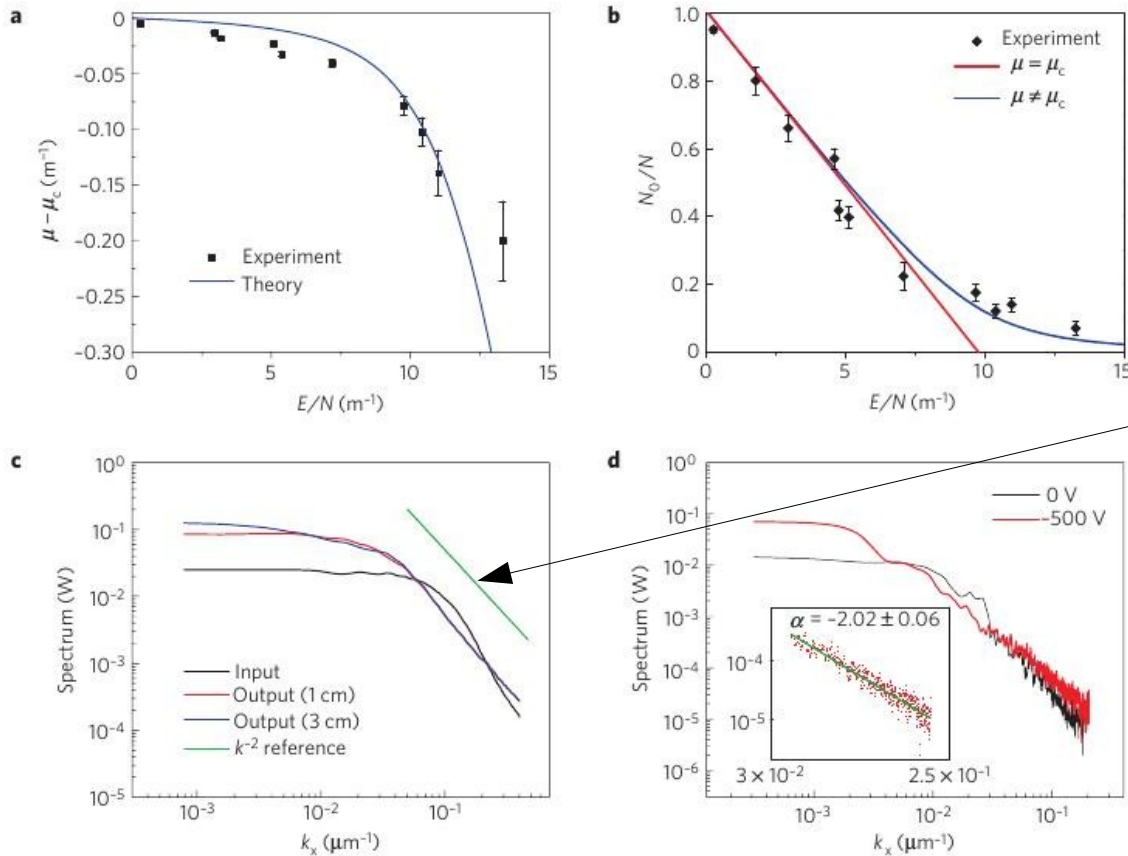 a
0
−0.05
−0.10
−0.15
−0.20
−0.25
−0.30
μ − μc (m⁻¹)
Experiment
Theory
0 5 10 15
E/N (m⁻¹)
b
1.0
0.8
0.6
0.4
0.2
0
N₀/N
Experiment
μ = μc
μ ≠ μc
0 5 10 15
E/N (m⁻¹)
c
10⁰
10⁻¹
10⁻²
10⁻³
10⁻⁴
10⁻⁵
Spectrum (W)
Input
Output (1 cm)
Output (3 cm)
k⁻² reference
10⁻³ 10⁻² 10⁻¹
kₓ (μm⁻¹)
d
10⁰
10⁻¹
10⁻²
10⁻³
10⁻⁴
10⁻⁵
10⁻⁶
Spectrum (W)
0 V
−500 V
α = −2.02 ± 0.06
10⁻⁴
10⁻⁵
3 × 10⁻² 2.5 × 10⁻¹
10⁻³ 10⁻² 10⁻¹
kₓ (μm⁻¹)